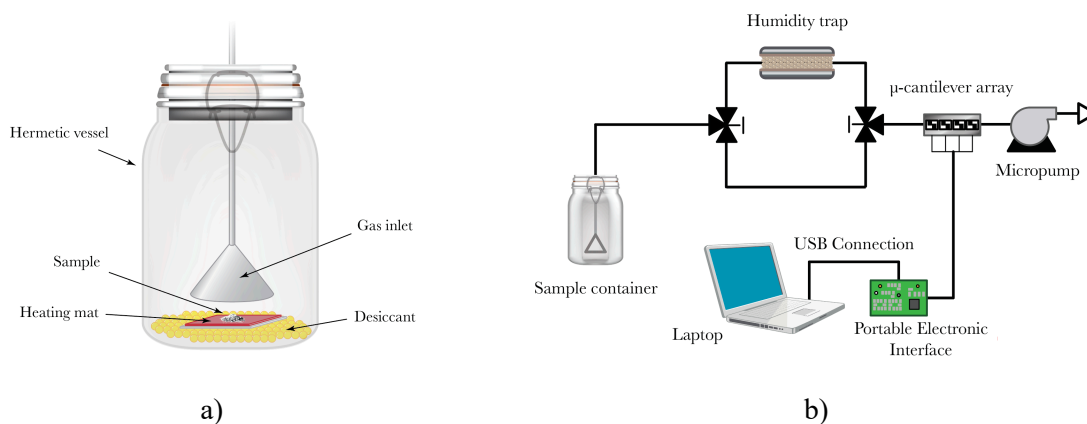 Hermetic vessel
Gas inlet
Sample
Heating mat
Desiccant
a)
Humidity trap
μ-cantilever array
Micropump
Sample container
USB Connection
Laptop
Portable Electronic
Interface
b)